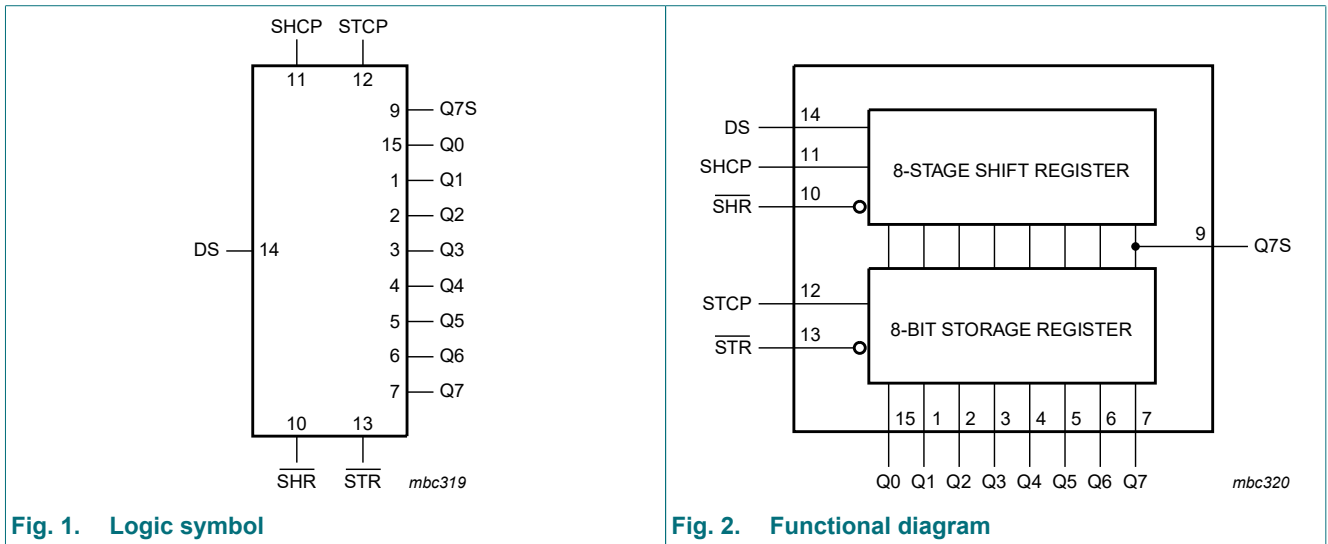 SHCP STCP
11 12
9 Q7S
15 Q0
1 Q1
2 Q2
DS 14 3 Q3
4 Q4
5 Q5
6 Q6
7 Q7
10 13
SHR STR mbc319
Fig. 1. Logic symbol
DS 14
SHCP 11
SHR 10
8-STAGE SHIFT REGISTER
9 Q7S
STCP 12
STR 13
8-BIT STORAGE REGISTER
15 1 2 3 4 5 6 7
Q0 Q1 Q2 Q3 Q4 Q5 Q6 Q7 mbc320
Fig. 2. Functional diagram